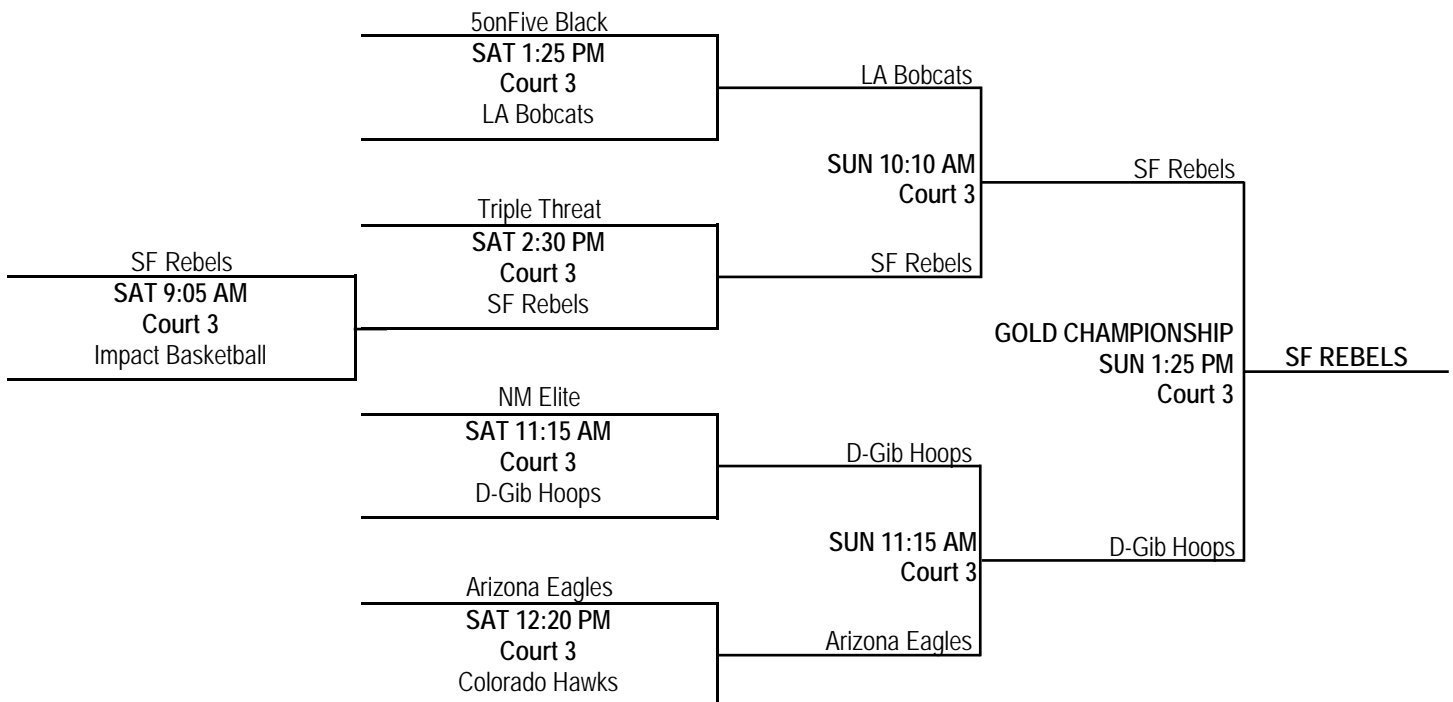 5onFive Black
SAT 1:25 PM
Court 3
LA Bobcats
LA Bobcats
SUN 10:10 AM
Court 3
SF Rebels
Triple Threat
SAT 2:30 PM
Court 3
SF Rebels
SF Rebels
SF Rebels
SAT 9:05 AM
Court 3
Impact Basketball
GOLD CHAMPIONSHIP
SUN 1:25 PM
Court 3
SF REBELS
NM Elite
SAT 11:15 AM
Court 3
D-Gib Hoops
D-Gib Hoops
SUN 11:15 AM
Court 3
D-Gib Hoops
Arizona Eagles
SAT 12:20 PM
Court 3
Colorado Hawks
Arizona Eagles